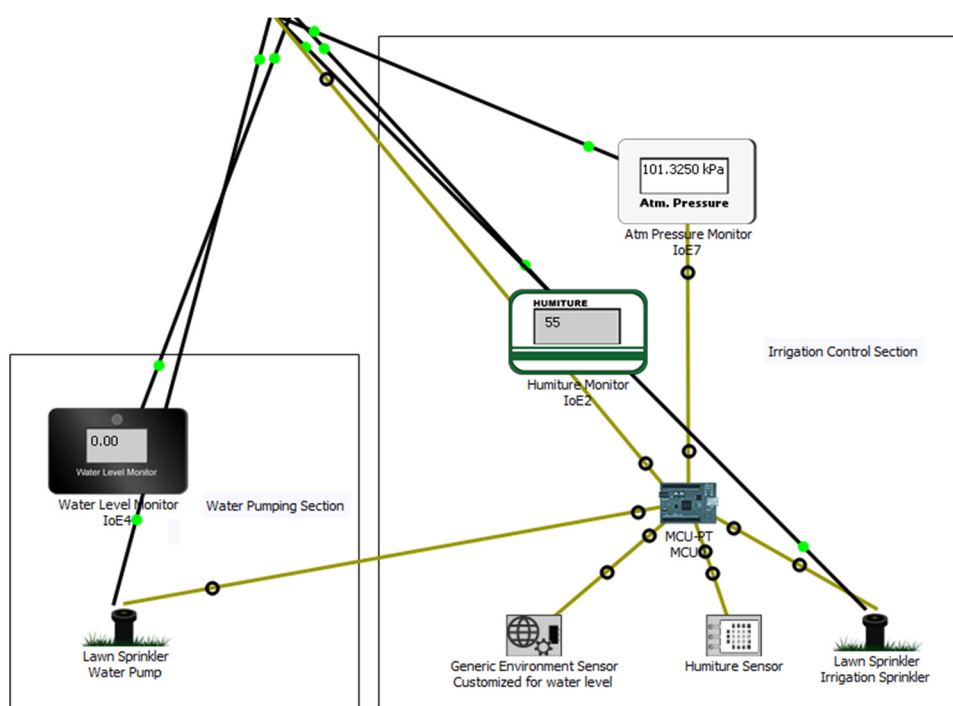 101.3250 kPa
Atm. Pressure
Atm Pressure Monitor
IoE7
HUMITURE
55
Humiture Monitor
IoE2
Irrigation Control Section
0.00
Water Level Monitor
Water Level Monitor
IoE4
Water Pumping Section
MCU-PT
Lawn Sprinkler
Water Pump
Generic Environment Sensor
Customized for water level
Humiture Sensor
Lawn Sprinkler
Irrigation Sprinkler